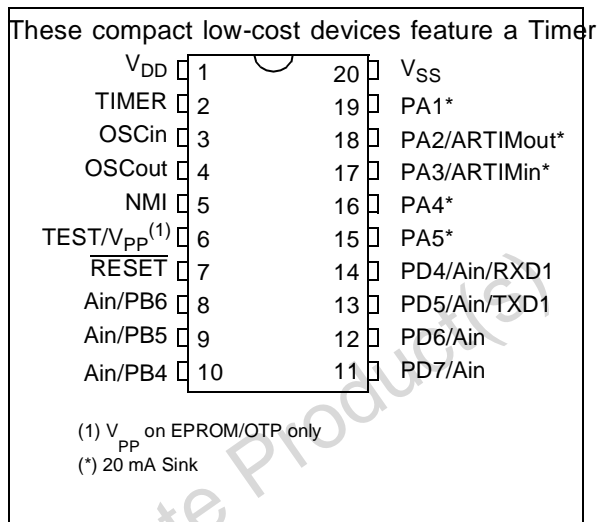 These compact low-cost devices feature a Timer
VDD 1 20 VSS
TIMER 2 19 PA1*
OSCin 3 18 PA2/ARTIMout*
OSCout 4 17 PA3/ARTIMin*
NMI 5 16 PA4*
TEST/VPP(1) 6 15 PA5*
RESET 7 14 PD4/Ain/RXD1
Ain/PB6 8 13 PD5/Ain/TXD1
Ain/PB5 9 12 PD6/Ain
Ain/PB4 10 11 PD7/Ain
(1) VPP on EPROM/OTP only
(*) 20 mA Sink
te Product(s)